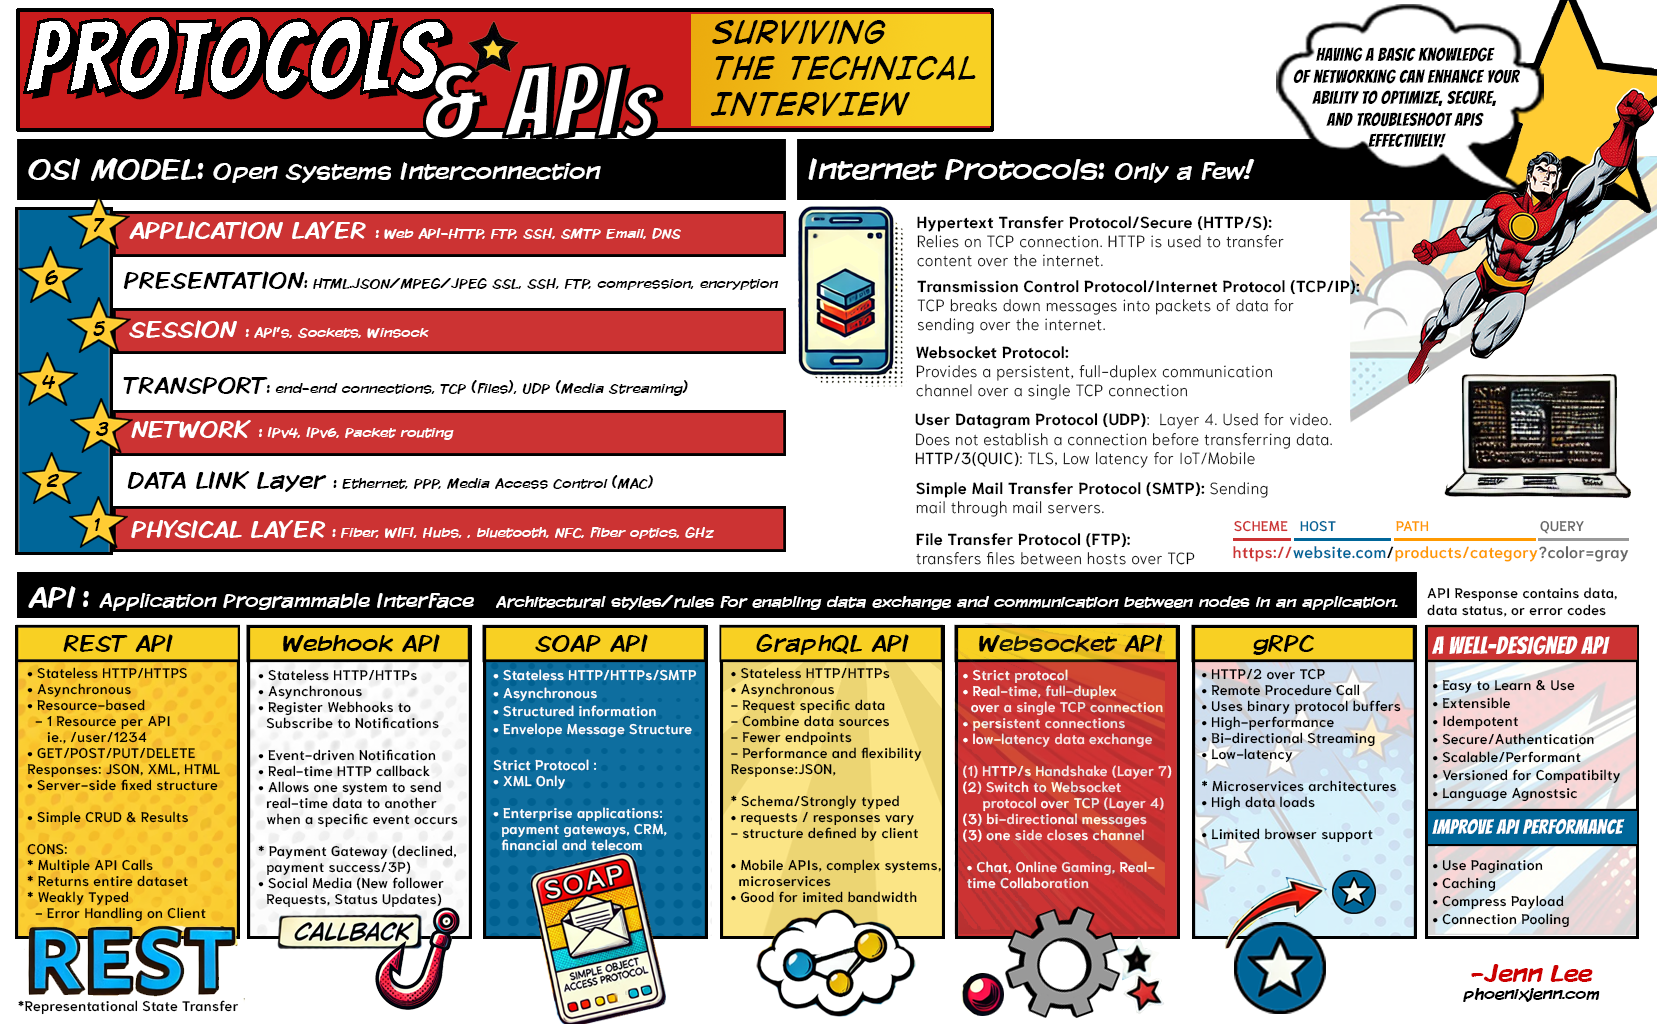 PROTOCOLS
& APIs
SURVIVING
THE TECHNICAL
INTERVIEW
HAVING A BASIC KNOWLEDGE
OF NETWORKING CAN ENHANCE YOUR
ABILITY TO OPTIMIZE, SECURE,
AND TROUBLESHOOT APIS
EFFECTIVELY!
OSI MODEL: Open Systems Interconnection
7 APPLICATION LAYER : Web API-HTTP, FTP, SSH, SMTP Email, DNS
6 PRESENTATION: HTML.JSON/MPEG/JPEG SSL, SSH, FTP, compression, encryption
5 SESSION : API's, Sockets, Winsock
4 TRANSPORT: end-end connections, TCP (Files), UDP (Media Streaming)
3 NETWORK : IPv4, IPv6, Packet routing
2 DATA LINK Layer : Ethernet, PPP, Media Access Control (MAC)
1 PHYSICAL LAYER : Fiber, WIFI, Hubs, , bluetooth, NFC, Fiber optics, GHz
Internet Protocols: Only a Few!
Hypertext Transfer Protocol/Secure (HTTP/S):
Relies on TCP connection. HTTP is used to transfer
content over the internet.
Transmission Control Protocol/Internet Protocol (TCP/IP):
TCP breaks down messages into packets of data for
sending over the internet.
Websocket Protocol:
Provides a persistent, full-duplex communication
channel over a single TCP connection
User Datagram Protocol (UDP): Layer 4. Used for video.
Does not establish a connection before transferring data.
HTTP/3(QUIC): TLS, Low latency for IoT/Mobile
Simple Mail Transfer Protocol (SMTP): Sending
mail through mail servers.
File Transfer Protocol (FTP):
transfers files between hosts over TCP
SCHEME HOST PATH QUERY
https://website.com/products/category?color=gray
API : Application Programmable InterFace Architectural styles/rules For enabling data exchange and communication between nodes in an application.
API Response contains data,
data status, or error codes
REST API
• Stateless HTTP/HTTPS
• Asynchronous
• Resource-based
– 1 Resource per API
ie., /user/1234
• GET/POST/PUT/DELETE
Responses: JSON, XML, HTML
• Server-side fixed structure
• Simple CRUD & Results
CONS:
* Multiple API Calls
* Returns entire dataset
* Weakly Typed
– Error Handling on Client
REST
*Representational State Transfer
Webhook API
• Stateless HTTP/HTTPs
• Asynchronous
• Register Webhooks to
Subscribe to Notifications
• Event-driven Notification
• Real-time HTTP callback
• Allows one system to send
real-time data to another
when a specific event occurs
* Payment Gateway (declined,
payment success/3P)
• Social Media (New follower
Requests, Status Updates)
CALLBACK
SOAP API
• Stateless HTTP/HTTPs/SMTP
• Asynchronous
• Structured information
• Envelope Message Structure
Strict Protocol :
• XML Only
• Enterprise applications:
payment gateways, CRM,
financial and telecom
SOAP
SIMPLE OBJECT
ACCESS PROTOCOL
GraphQL API
• Stateless HTTP/HTTPs
• Asynchronous
– Request specific data
– Combine data sources
– Fewer endpoints
– Performance and flexibility
Response:JSON,
* Schema/Strongly typed
• requests / responses vary
– structure defined by client
• Mobile APIs, complex systems,
microservices
• Good for imited bandwidth
Websocket API
• Strict protocol
• Real-time, full-duplex
over a single TCP connection
• persistent connections
• low-latency data exchange
(1) HTTP/s Handshake (Layer 7)
(2) Switch to Websocket
protocol over TCP (Layer 4)
(3) bi-directional messages
(3) one side closes channel
• Chat, Online Gaming, Real-
time Collaboration
gRPC
• HTTP/2 over TCP
• Remote Procedure Call
• Uses binary protocol buffers
• High-performance
• Bi-directional Streaming
• Low-latency
* Microservices architectures
• High data loads
• Limited browser support
A WELL-DESIGNED API
• Easy to Learn & Use
• Extensible
• Idempotent
• Secure/Authentication
• Scalable/Performant
• Versioned for Compatibilty
• Language Agnostsic
IMPROVE API PERFORMANCE
• Use Pagination
• Caching
• Compress Payload
• Connection Pooling
-Jenn Lee
phoenixjenn.com